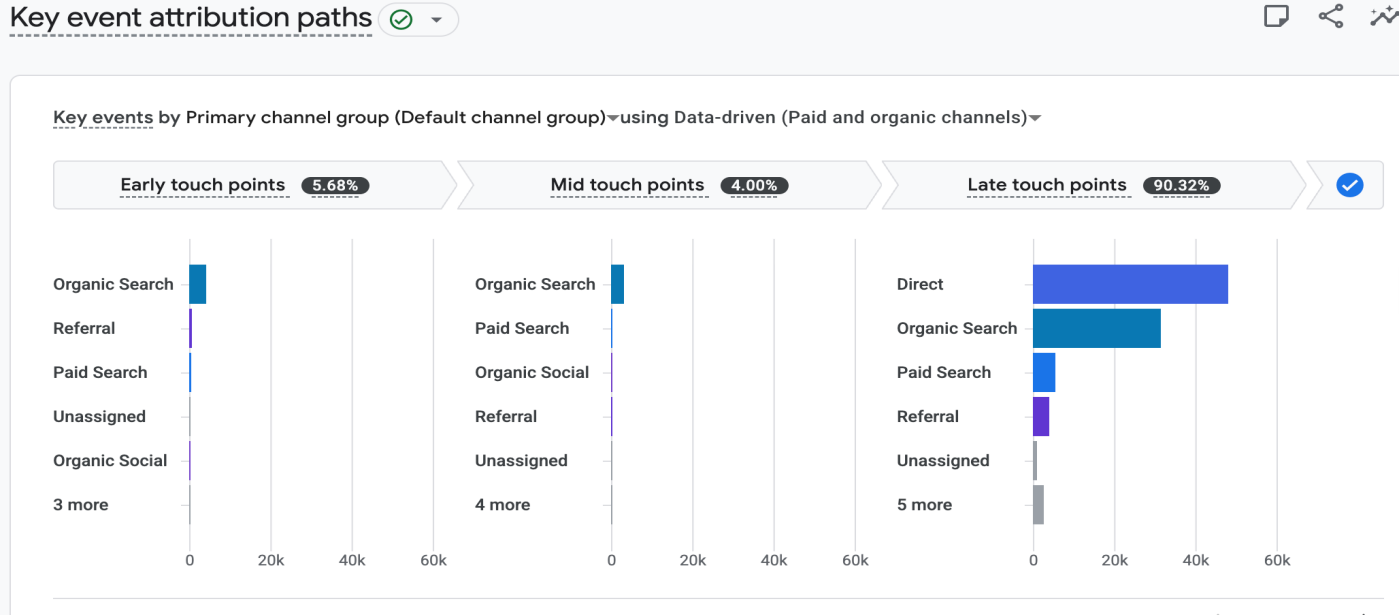 Key event attribution paths
Key events by Primary channel group (Default channel group) using Data-driven (Paid and organic channels)
Early touch points 5.68%
Mid touch points 4.00%
Late touch points 90.32%
Organic Search
Referral
Paid Search
Unassigned
Organic Social
3 more
0 20k 40k 60k
Organic Search
Paid Search
Organic Social
Referral
Unassigned
4 more
0 20k 40k 60k
Direct
Organic Search
Paid Search
Referral
Unassigned
5 more
0 20k 40k 60k